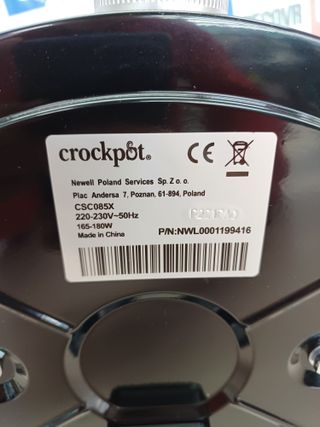 crockpot®
CE
Newell Poland Services Sp. Z o. o.
Plac Andersa 7, Poznan, 61-894, Poland
CSC085X
220-230V~50Hz
165-180W
Made in China
P/N:NWL0001199416